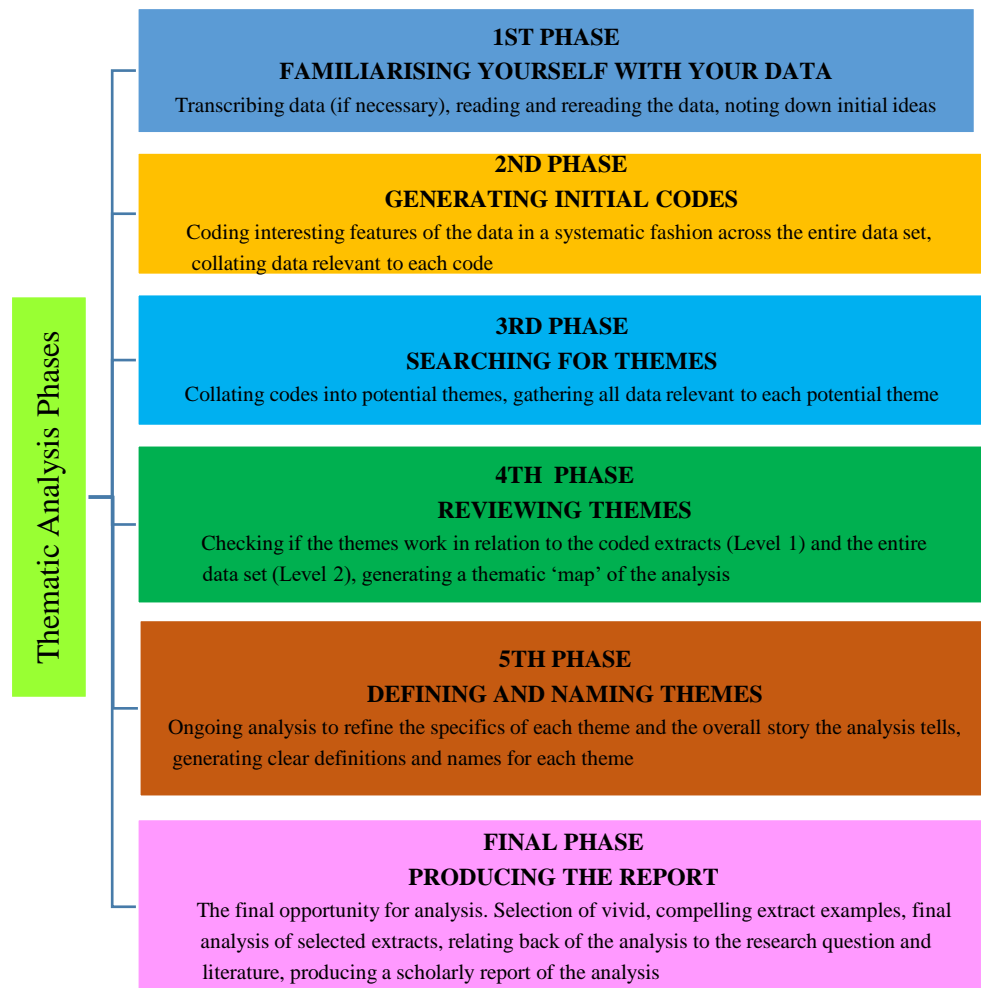 Thematic Analysis Phases
1ST PHASE
FAMILIARISING YOURSELF WITH YOUR DATA
Transcribing data (if necessary), reading and rereading the data, noting down initial ideas
2ND PHASE
GENERATING INITIAL CODES
Coding interesting features of the data in a systematic fashion across the entire data set,
collating data relevant to each code
3RD PHASE
SEARCHING FOR THEMES
Collating codes into potential themes, gathering all data relevant to each potential theme
4TH PHASE
REVIEWING THEMES
Checking if the themes work in relation to the coded extracts (Level 1) and the entire
data set (Level 2), generating a thematic ‘map’ of the analysis
5TH PHASE
DEFINING AND NAMING THEMES
Ongoing analysis to refine the specifics of each theme and the overall story the analysis tells,
generating clear definitions and names for each theme
FINAL PHASE
PRODUCING THE REPORT
The final opportunity for analysis. Selection of vivid, compelling extract examples, final
analysis of selected extracts, relating back of the analysis to the research question and
literature, producing a scholarly report of the analysis